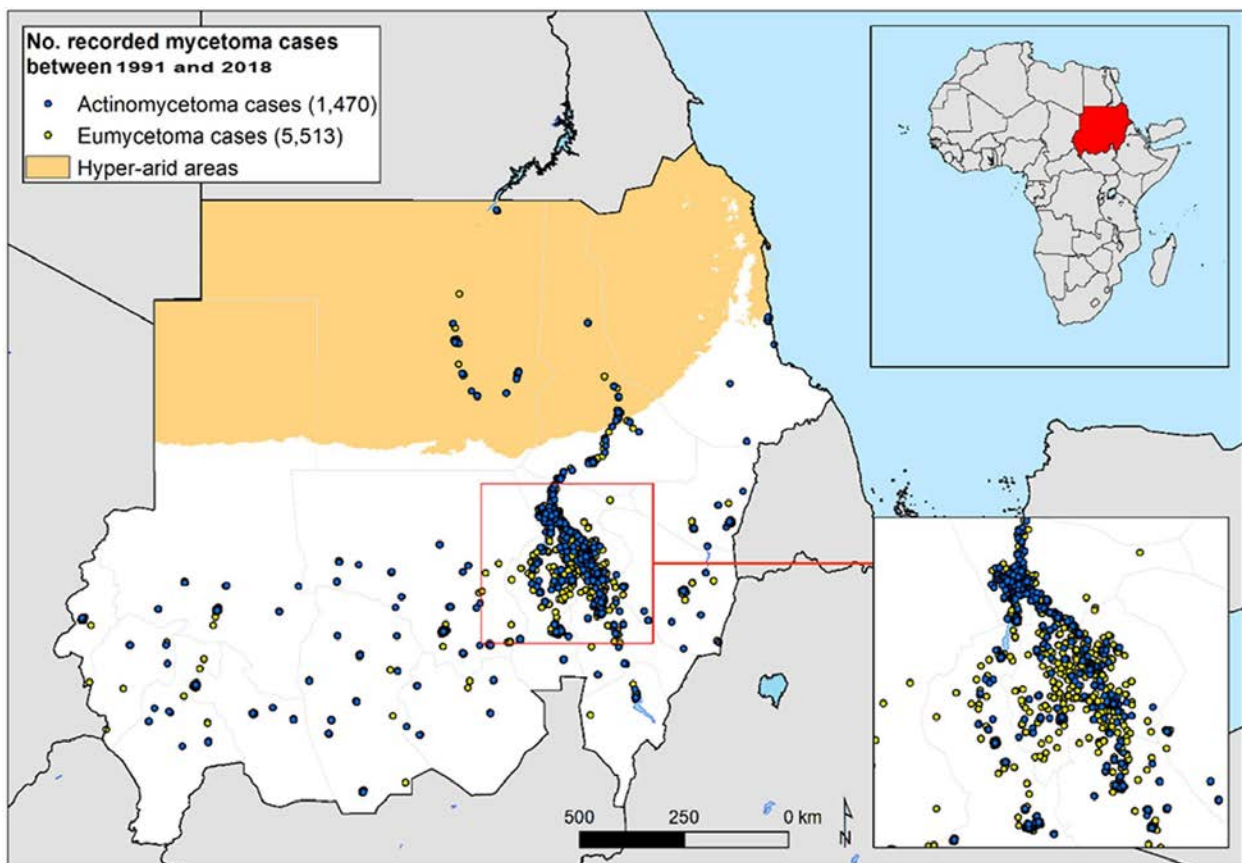 No. recorded mycetoma cases
between 1991 and 2018
Actinomycetoma cases (1,470)
Eumycetoma cases (5,513)
Hyper-arid areas
500 250 0 km
N